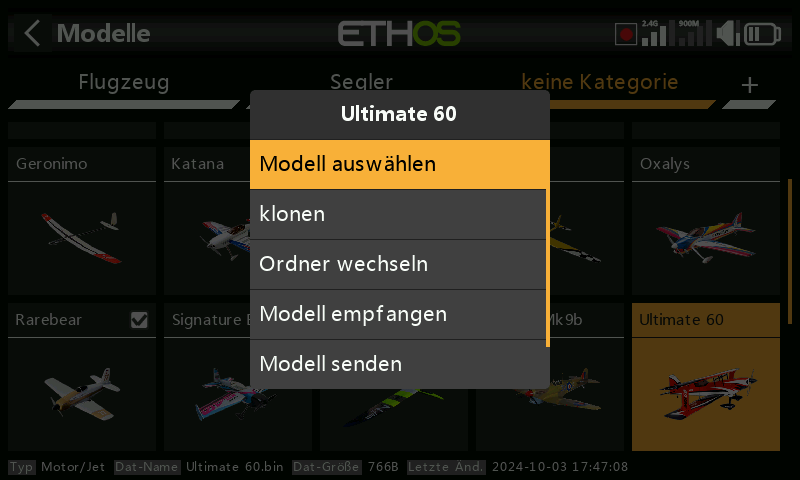 Modelle
ETHOS
2.4G
900M
Flugzeug
Segler
keine Kategorie
+
Ultimate 60
Modell auswählen
klonen
Ordner wechseln
Modell empfangen
Modell senden
Geronimo
Katana
Oxalys
Rarebear
Signature
Mk9b
Ultimate 60
Typ Motor/Jet Dat-Name Ultimate 60.bin Dat-Größe 766B Letzte Änd. 2024-10-03 17:47:08